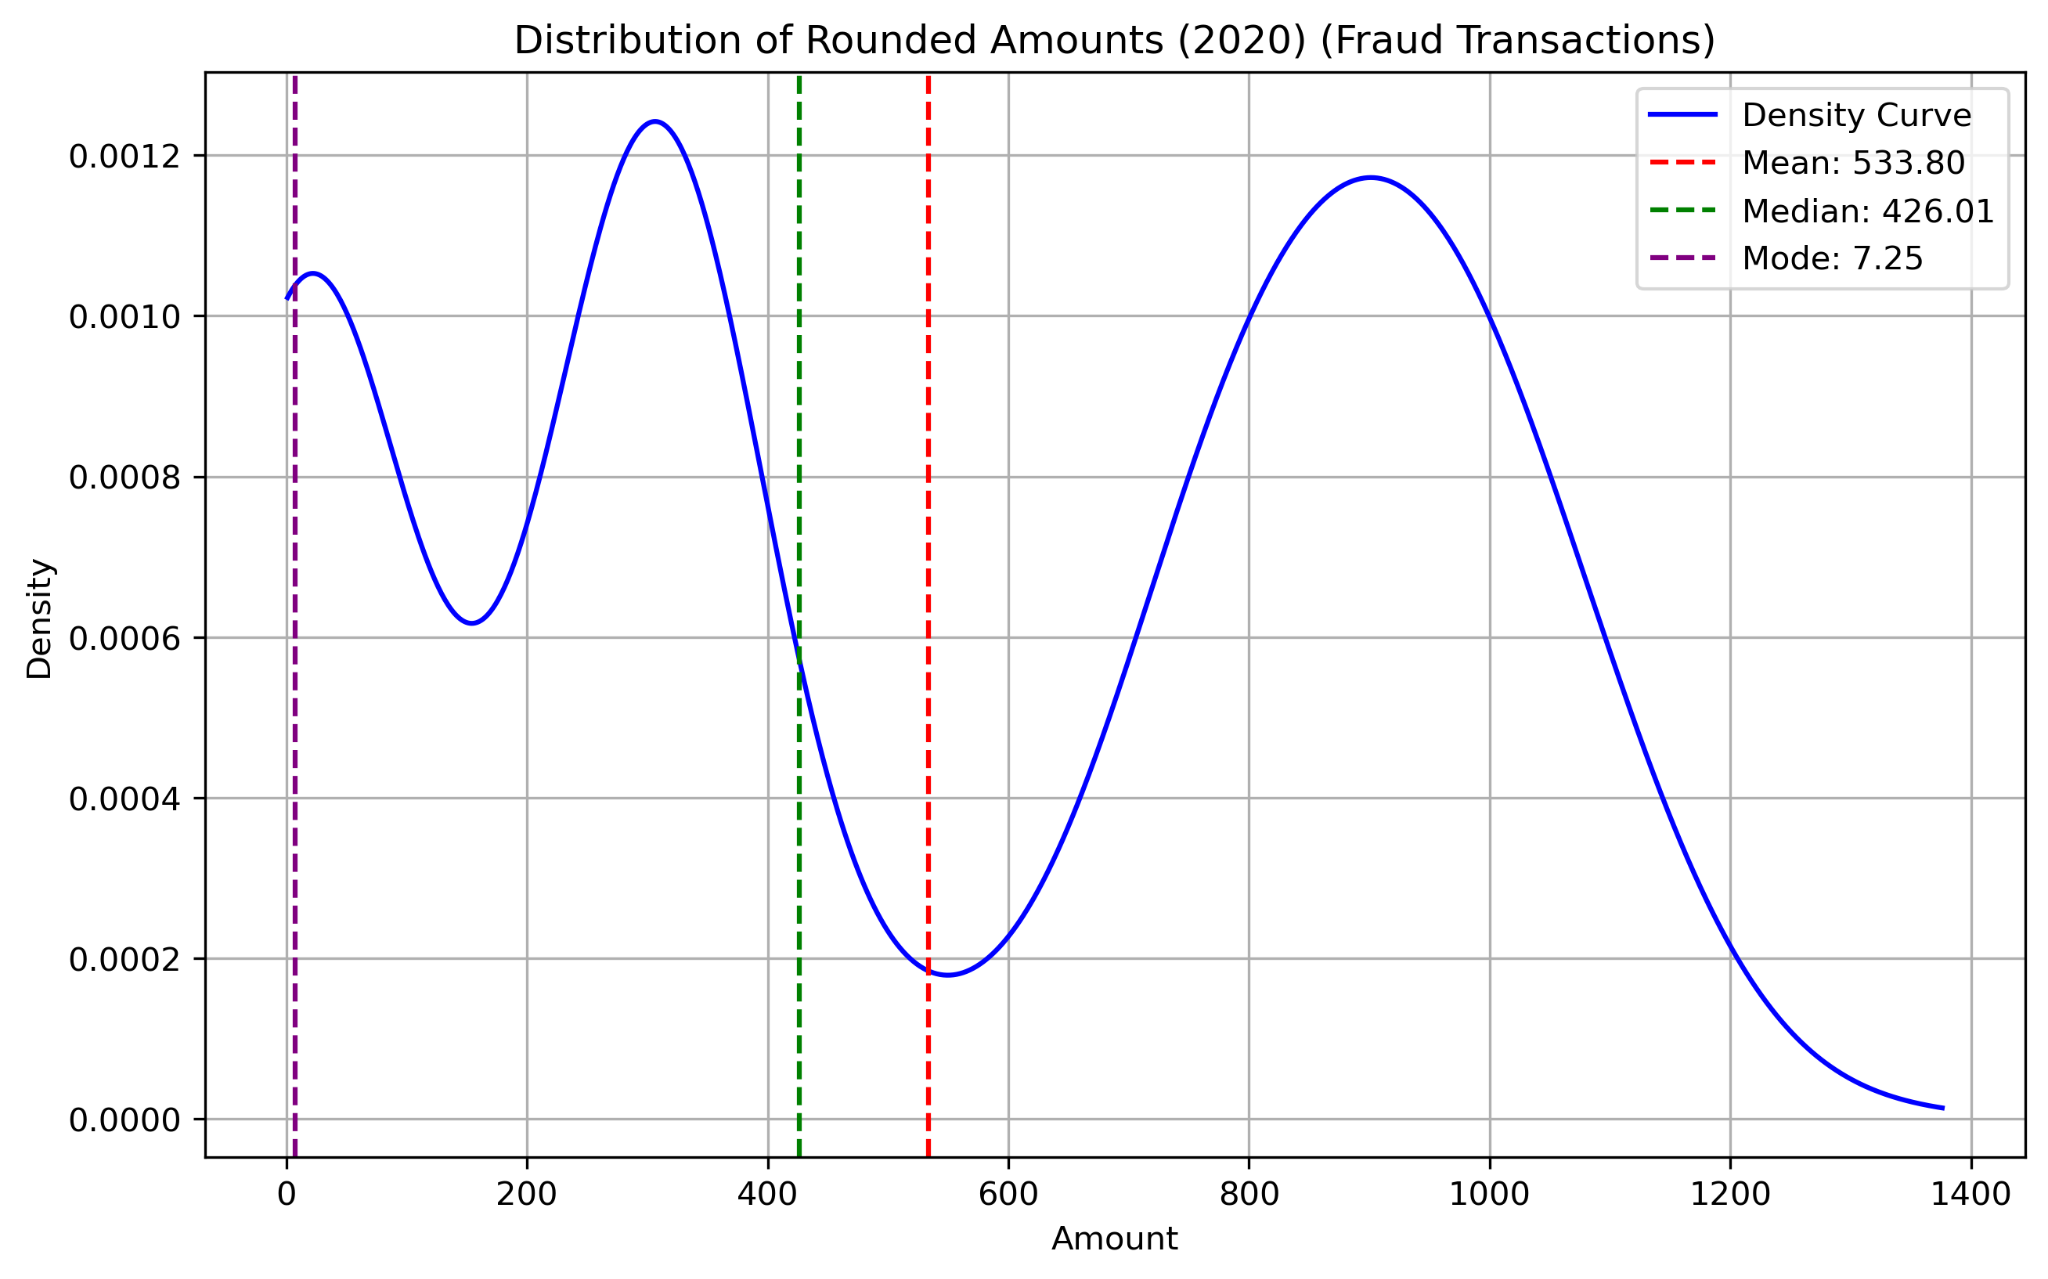 Distribution of Rounded Amounts (2020) (Fraud Transactions)
Density Curve
Mean: 533.80
Median: 426.01
Mode: 7.25
Density
0.0012
0.0010
0.0008
0.0006
0.0004
0.0002
0.0000
0 200 400 600 800 1000 1200 1400
Amount